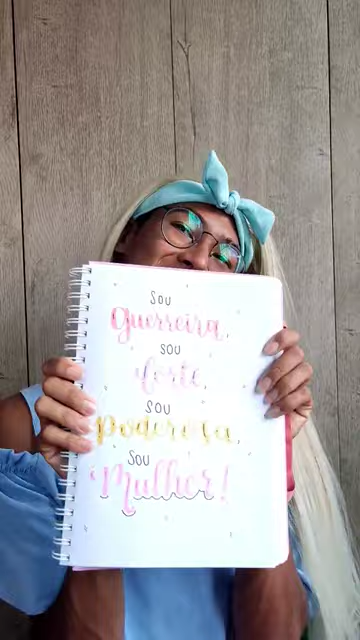 SOU
guerreira,
SOU
forte,
SOU
poderosa,
SOU
Mulher!